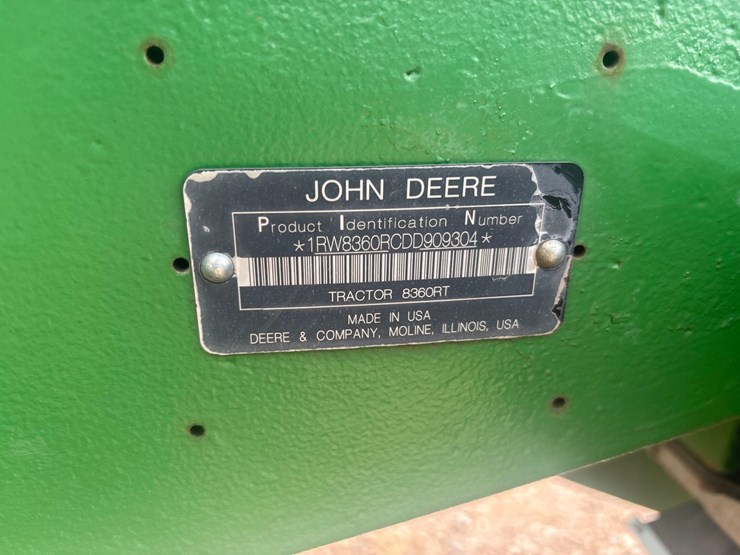 JOHN DEERE
Product Identification Number
*1RW8360RCDD909304*
TRACTOR 8360RT
MADE IN USA
DEERE & COMPANY, MOLINE, ILLINOIS, USA